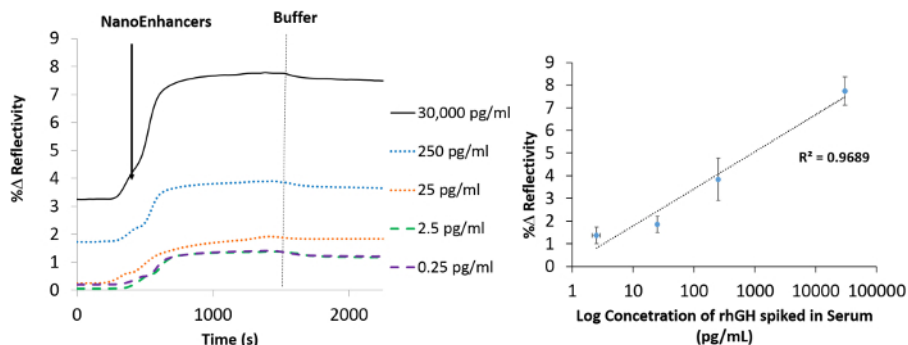 NanoEnhancers
Buffer
9
8
7
6
5
4
3
2
1
0
%Δ Reflectivity
0
1000
2000
Time (s)
30,000 pg/ml
250 pg/ml
25 pg/ml
2.5 pg/ml
0.25 pg/ml
9
8
7
6
5
4
3
2
1
0
%Δ Reflectivity
R² = 0.9689
1
10
100
1000
10000
100000
Log Concetration of rhGH spiked in Serum
(pg/mL)